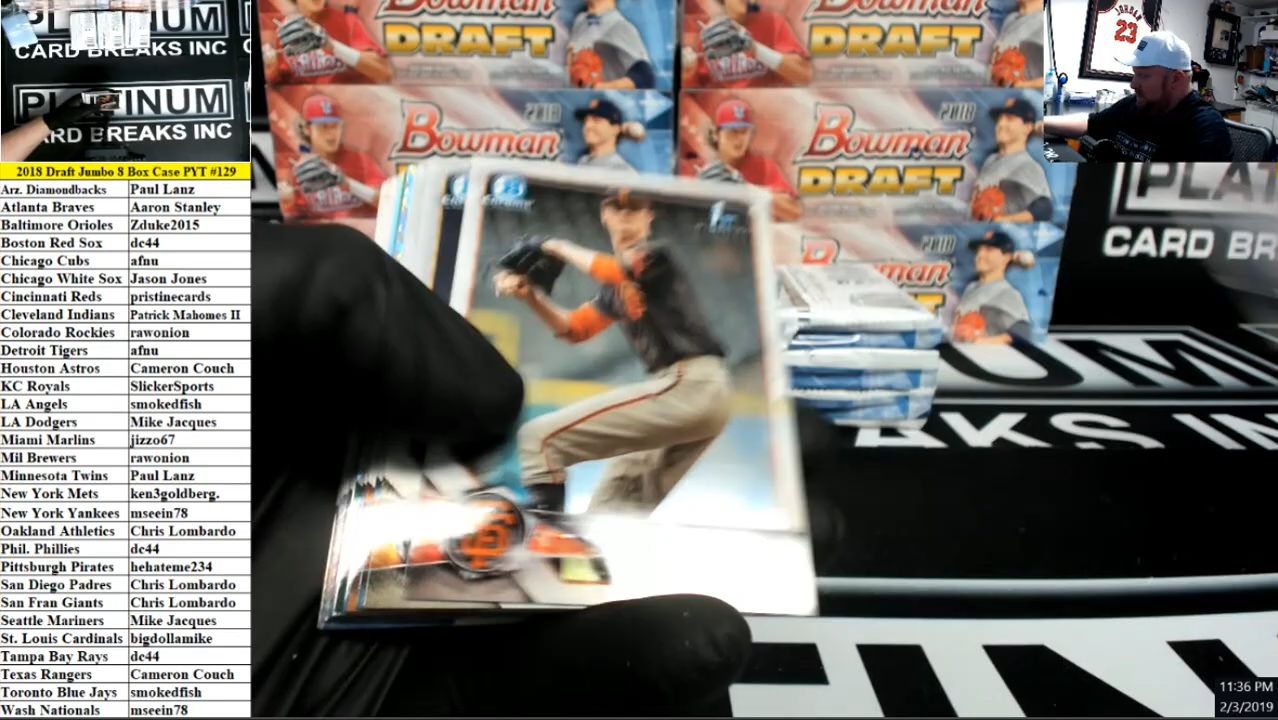 PLATINUM
CARD BREAKS INC
PLATINUM
CARD BREAKS INC
2018 Draft Jumbo 8 Box Case PYT #129
Arz. Diamondbacks Paul Lanz
Atlanta Braves Aaron Stanley
Baltimore Orioles Zduke2015
Boston Red Sox dc44
Chicago Cubs afnu
Chicago White Sox Jason Jones
Cincinnati Reds pristinecards
Cleveland Indians Patrick Mahomes II
Colorado Rockies rawonion
Detroit Tigers afnu
Houston Astros Cameron Couch
KC Royals SlickerSports
LA Angels smokedfish
LA Dodgers Mike Jacques
Miami Marlins jizzo67
Mil Brewers rawonion
Minnesota Twins Paul Lanz
New York Mets ken3goldberg.
New York Yankees mseein78
Oakland Athletics Chris Lombardo
Phil. Phillies dc44
Pittsburgh Pirates hehateme234
San Diego Padres Chris Lombardo
San Fran Giants Chris Lombardo
Seattle Mariners Mike Jacques
St. Louis Cardinals bigdollamike
Tampa Bay Rays dc44
Texas Rangers Cameron Couch
Toronto Blue Jays smokedfish
Wash Nationals mseein78
DRAFT
DRAFT
Bowman 2018
DRAFT
Bowman 2018
DRAFT
2018
1st
SF
JORDAN
23
PLAT
CARD BR
UM
AKS IN
11:36 PM
2/3/2019